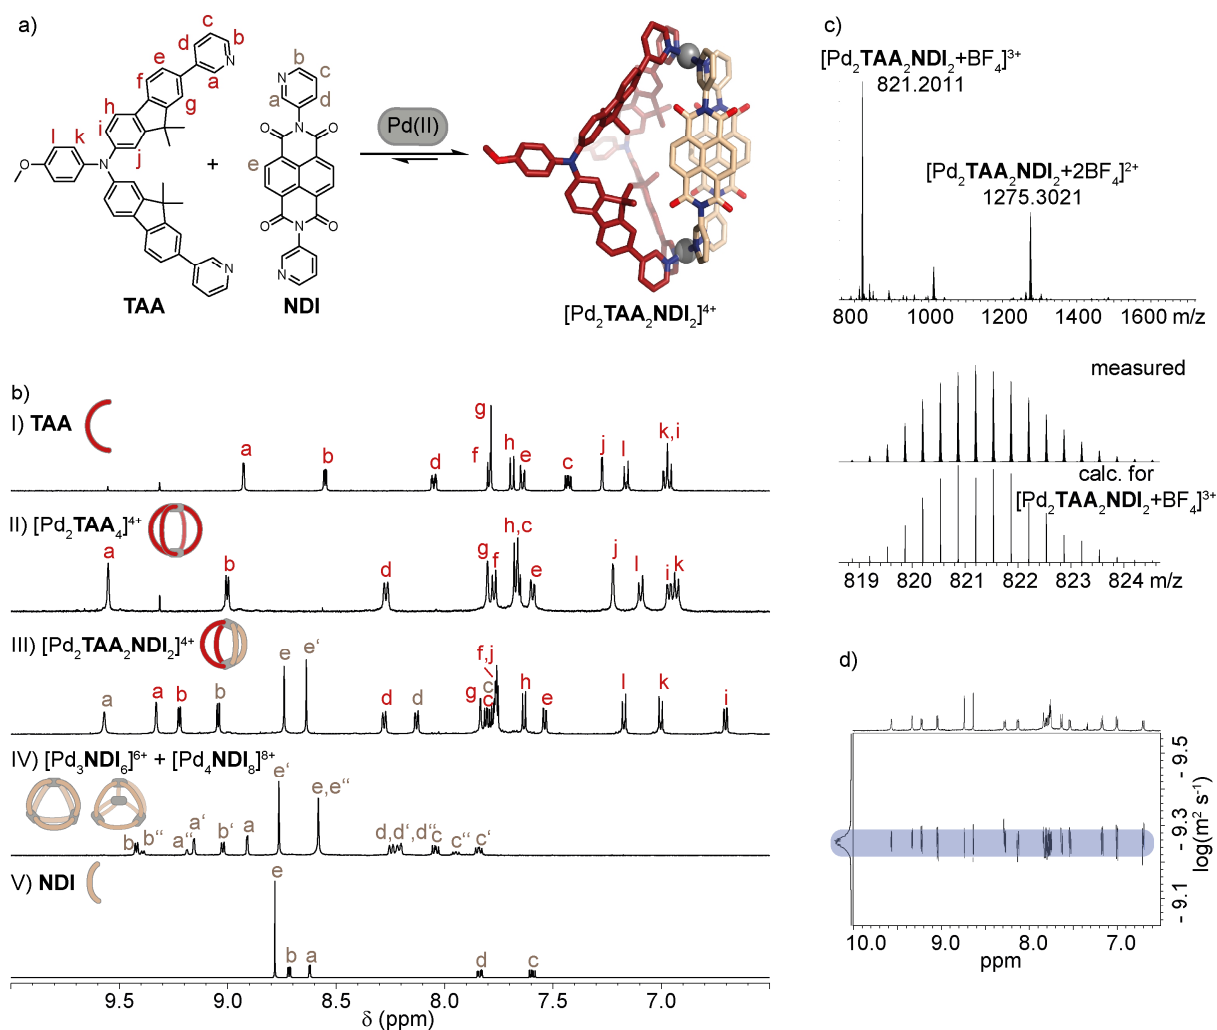 a)
c
d
b
e
a
f
g
h
i
j
l
k
N
N
N
O
TAA
+
b
c
a
d
e
N
O
N
O
O
N
O
N
NDI
Pd(II)
[Pd2TAA2NDI2]4+
c)
[Pd2TAA2NDI2+BF4]3+
821.2011
[Pd2TAA2NDI2+2BF4]2+
1275.3021
800 1000 1200 1400 1600 m/z
measured
calc. for
[Pd2TAA2NDI2+BF4]3+
819 820 821 822 823 824 m/z
b)
I) TAA
a b d f g h e c j l k,i
II) [Pd2TAA4]4+
a b d g f h,c e j l i k
III) [Pd2TAA2NDI2]4+
a a b b e e‘ d d g c c f,j h e l k i
IV) [Pd3NDI6]6+ + [Pd4NDI8]8+
b b“ a“ a‘ b‘ a e‘ e,e“ d,d‘,d“ c c“ c‘
V) NDI
e b a d c
9.5 9.0 8.5 8.0 7.5 7.0
δ (ppm)
d)
- 9.5
- 9.3
- 9.1
log(m2 s-1)
10.0 9.0 8.0 7.0
ppm